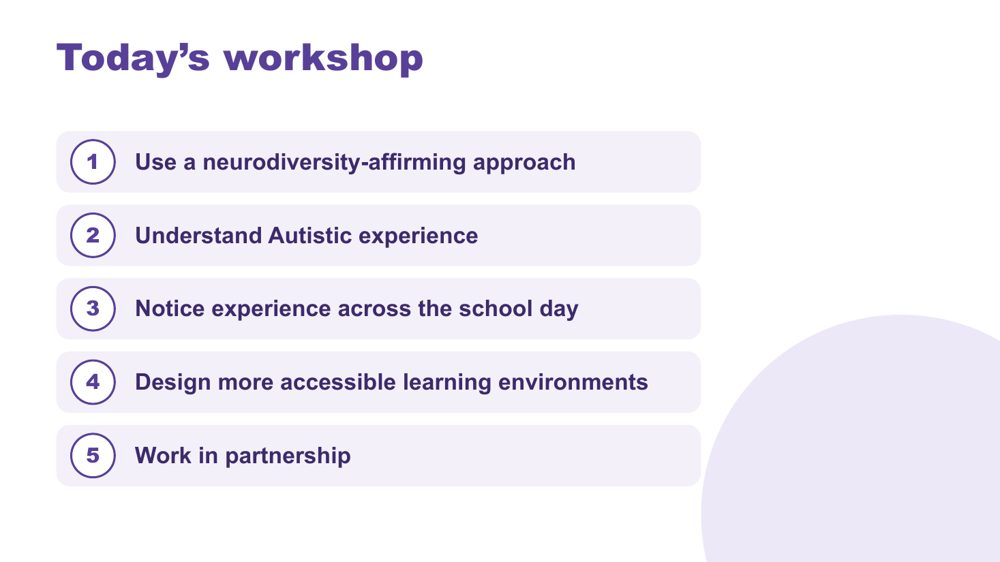 Today’s workshop
1 Use a neurodiversity-affirming approach
2 Understand Autistic experience
3 Notice experience across the school day
4 Design more accessible learning environments
5 Work in partnership